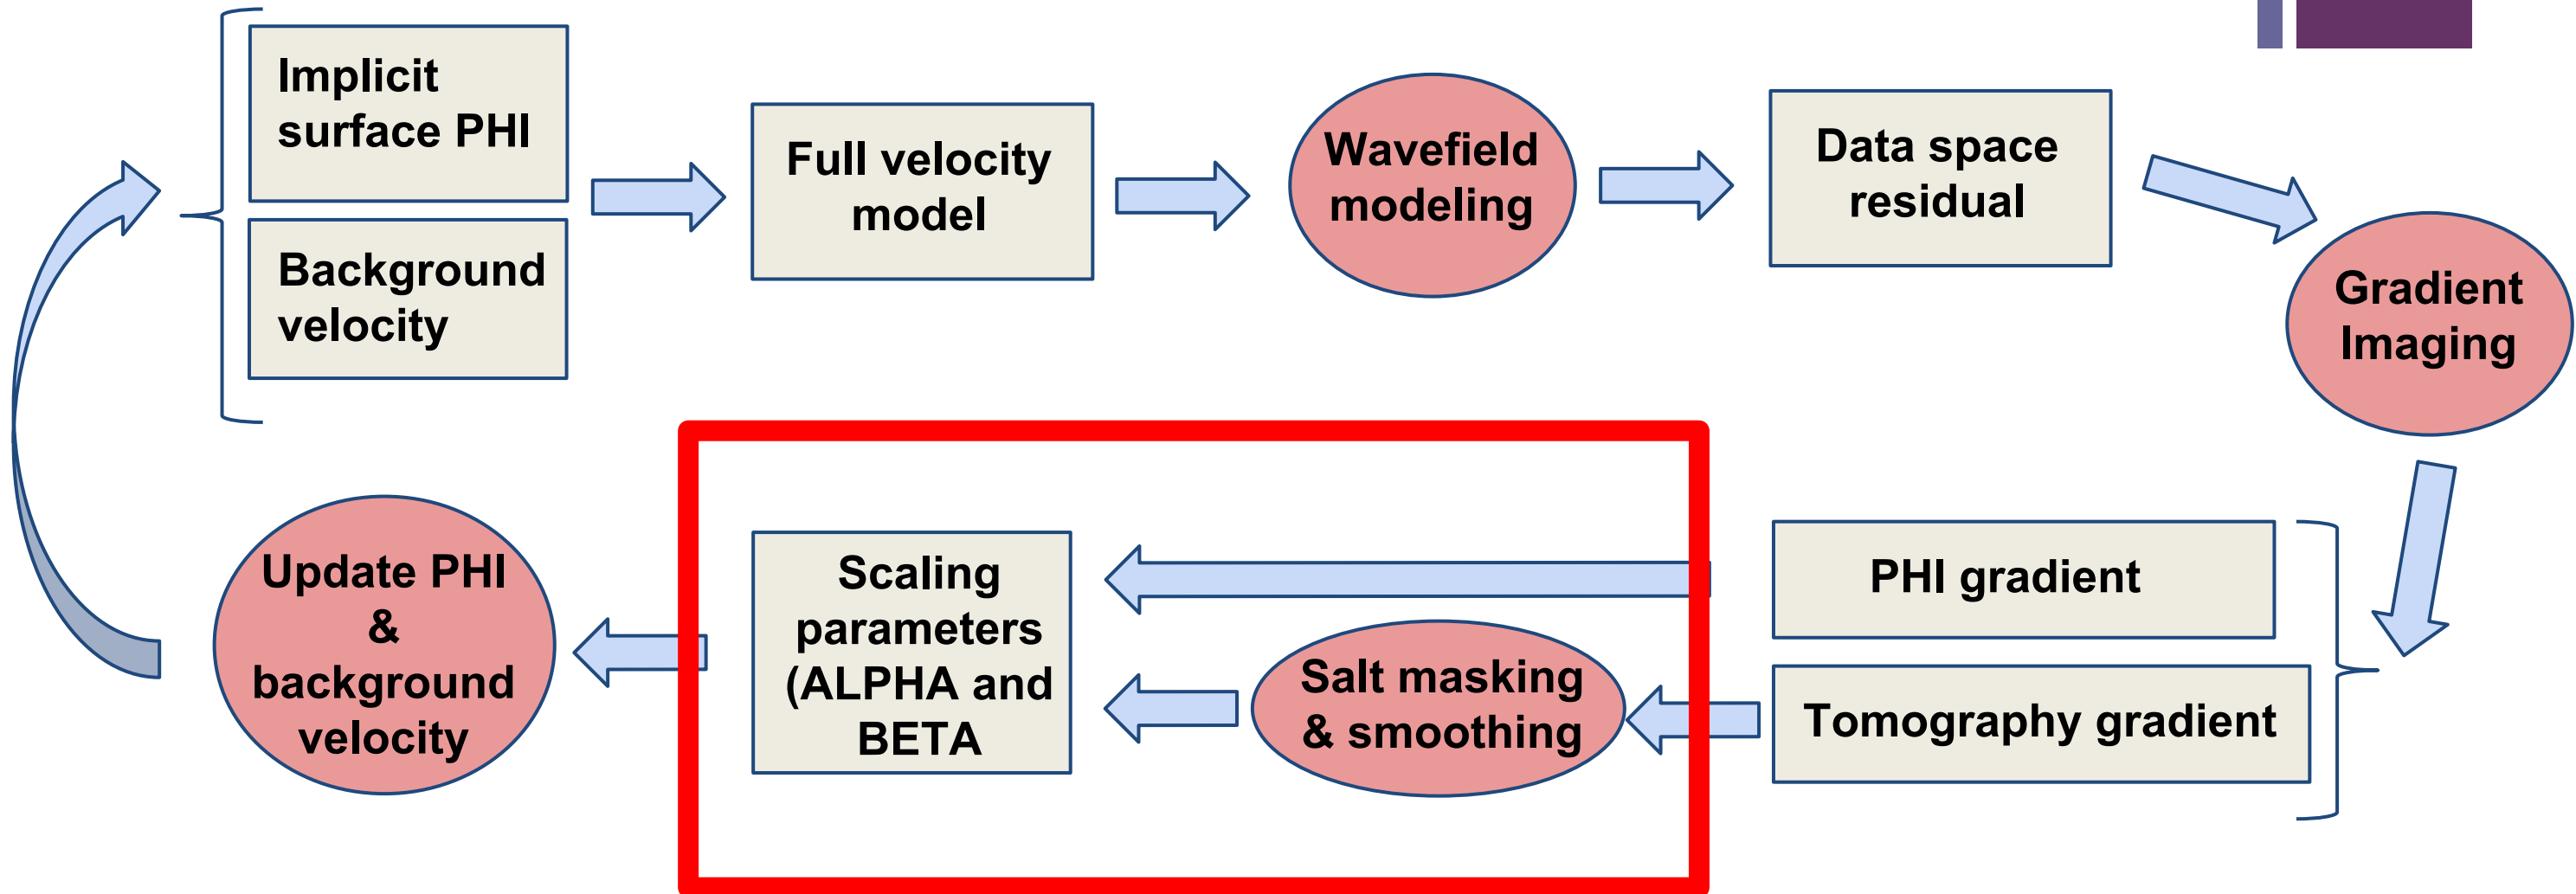 Implicit
surface PHI
Background
velocity
Full velocity
model
Wavefield
modeling
Data space
residual
Gradient
Imaging
PHI gradient
Tomography gradient
Salt masking
& smoothing
Scaling
parameters
(ALPHA and
BETA
Update PHI
&
background
velocity